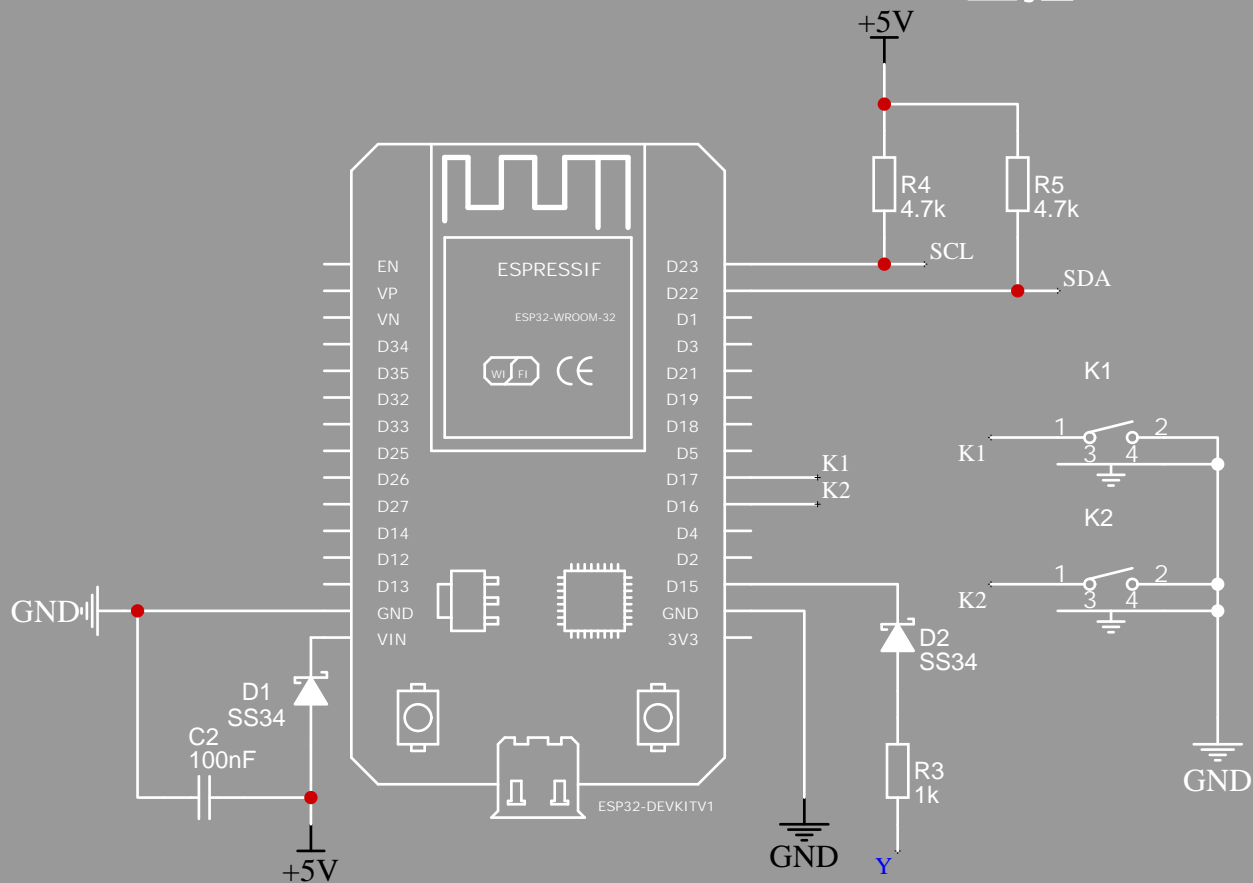 +5V
R4
4.7k
R5
4.7k
SCL
SDA
ESPRESSIF
ESP32-WROOM-32
WI FI
CE
EN
VP
VN
D34
D35
D32
D33
D25
D26
D27
D14
D12
D13
GND
VIN
D23
D22
D1
D3
D21
D19
D18
D5
D17
D16
D4
D2
D15
GND
3V3
K1
K2
K1
K1
1 2
3 4
K2
K2
1 2
3 4
GND
GND
D1
SS34
C2
100nF
+5V
ESP32-DEVKITV1
GND
D2
SS34
R3
1k
Y